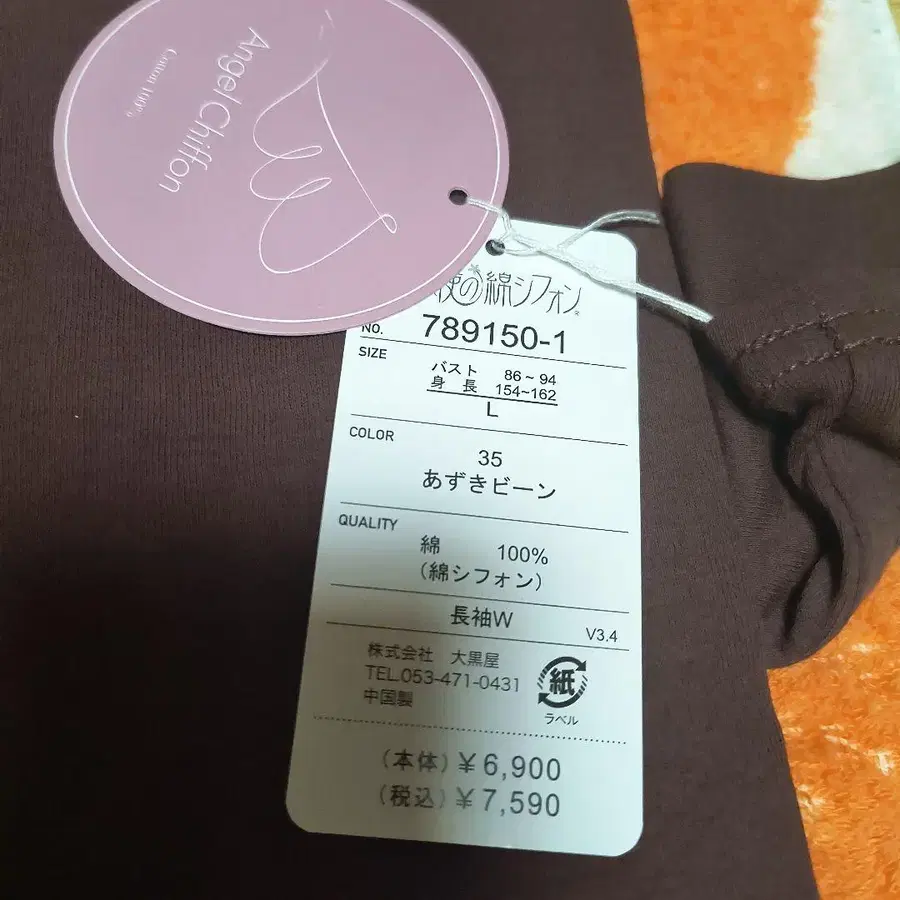 Angel Chiffon
Cotton 100%
使の綿シフォン®
No. 789150-1
SIZE
バスト 86~94
身長 154~162
L
COLOR
35
あずきビーン
QUALITY
綿 100%
(綿シフォン)
長袖W
V3.4
株式会社 大黒屋
TEL.053-471-0431
中国製
紙
ラベル
(本体) ¥6,900
(税込) ¥7,590